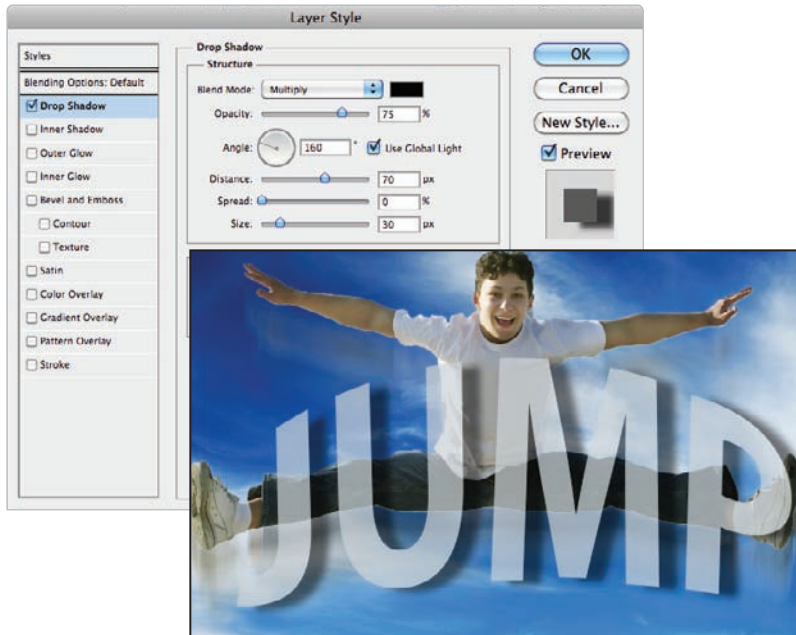 Layer Style
Styles
Blending Options: Default
Drop Shadow
Inner Shadow
Outer Glow
Inner Glow
Bevel and Emboss
Contour
Texture
Satin
Color Overlay
Gradient Overlay
Pattern Overlay
Stroke
Drop Shadow
Structure
Blend Mode: Multiply
Opacity: 75 %
Angle: 160 ° Use Global Light
Distance: 70 px
Spread: 0 %
Size: 30 px
OK
Cancel
New Style...
Preview
JUMP